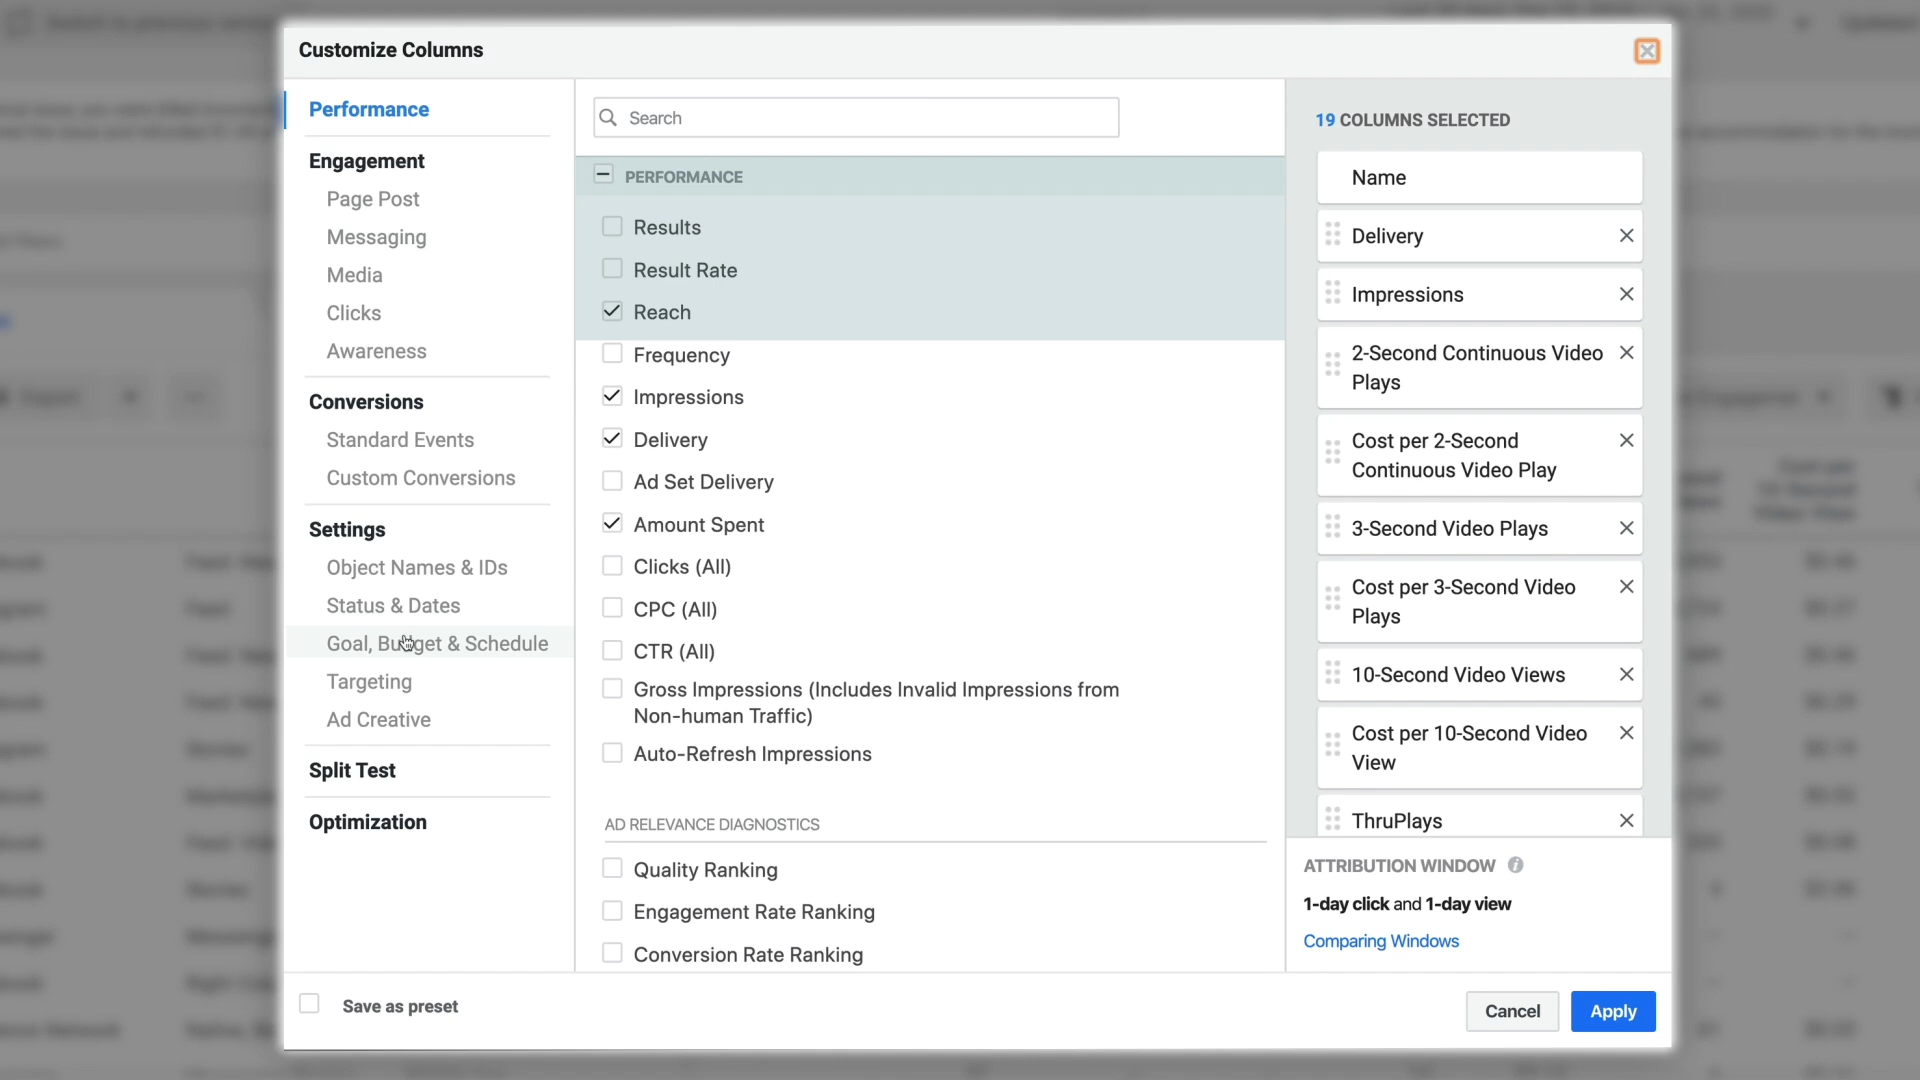 Customize Columns
Performance
Engagement
Page Post
Messaging
Media
Clicks
Awareness
Conversions
Standard Events
Custom Conversions
Settings
Object Names & IDs
Status & Dates
Goal, Budget & Schedule
Targeting
Ad Creative
Split Test
Optimization
Search
PERFORMANCE
Results
Result Rate
Reach
Frequency
Impressions
Delivery
Ad Set Delivery
Amount Spent
Clicks (All)
CPC (All)
CTR (All)
Gross Impressions (Includes Invalid Impressions from
Non-human Traffic)
Auto-Refresh Impressions
AD RELEVANCE DIAGNOSTICS
Quality Ranking
Engagement Rate Ranking
Conversion Rate Ranking
19 COLUMNS SELECTED
Name
Delivery
Impressions
2-Second Continuous Video
Plays
Cost per 2-Second
Continuous Video Play
3-Second Video Plays
Cost per 3-Second Video
Plays
10-Second Video Views
Cost per 10-Second Video
View
ThruPlays
ATTRIBUTION WINDOW
1-day click and 1-day view
Comparing Windows
Save as preset
Cancel
Apply